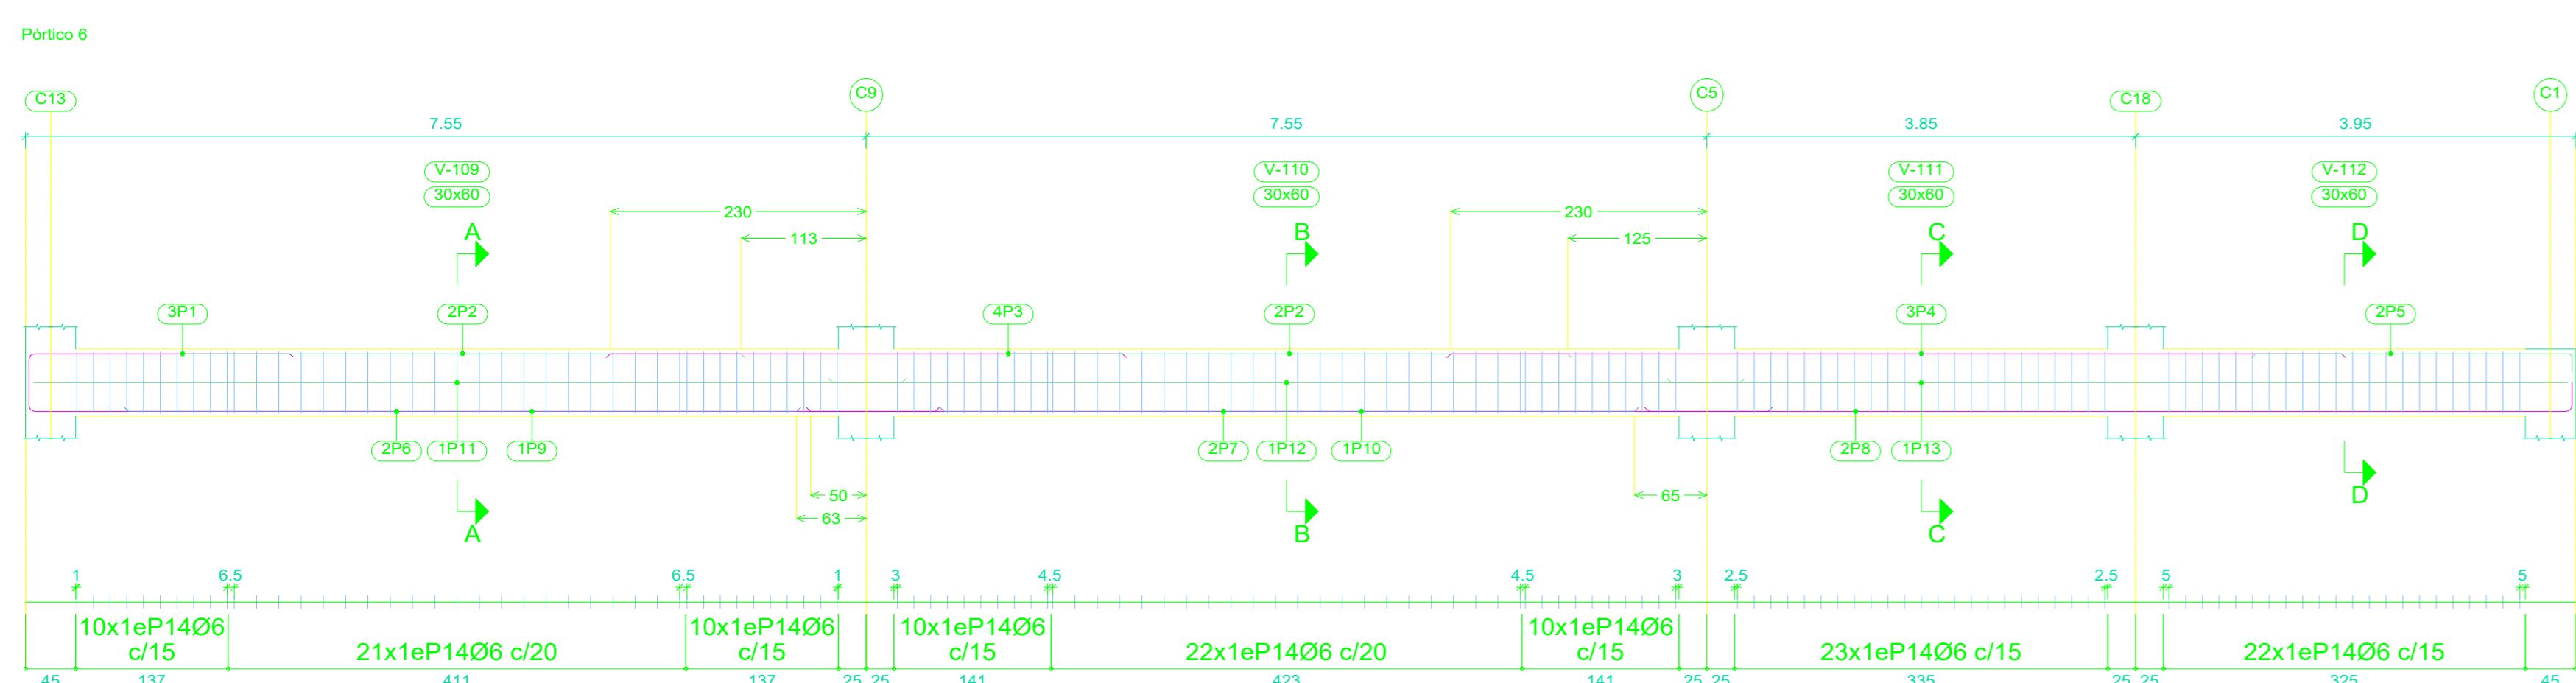 Pórtico 6
C13 C9 C5 C18 C1
7.55 7.55 3.85 3.95
V-109 V-110 V-111 V-112
30x60 30x60 30x60 30x60
230 230
A B C D
113 125
3P1 2P2 4P3 2P2 3P4 2P5
2P6 1P11 1P9 2P7 1P12 1P10 2P8 1P13
50 65 D
63
A B C
1 6.5 6.5 1 3 4.5 4.5 3 2.5 2.5 5 5
10x1eP14Ø6 10x1eP14Ø6 10x1eP14Ø6 10x1eP14Ø6
c/15 21x1eP14Ø6 c/20 c/15 c/15 22x1eP14Ø6 c/20 c/15 23x1eP14Ø6 c/15 22x1eP14Ø6 c/15
45 137 411 137 25 25 141 423 141 25 25 335 25 25 325 45